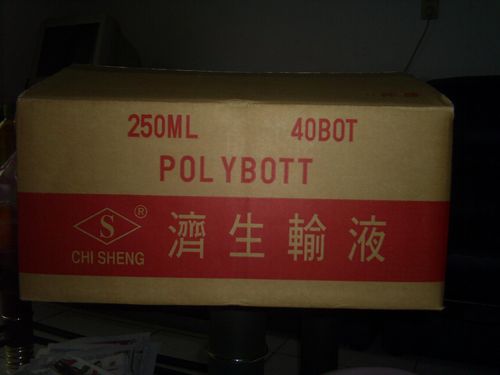 250ML 40BOT
POLYBOTT
S ®
CHI SHENG
濟生輸液